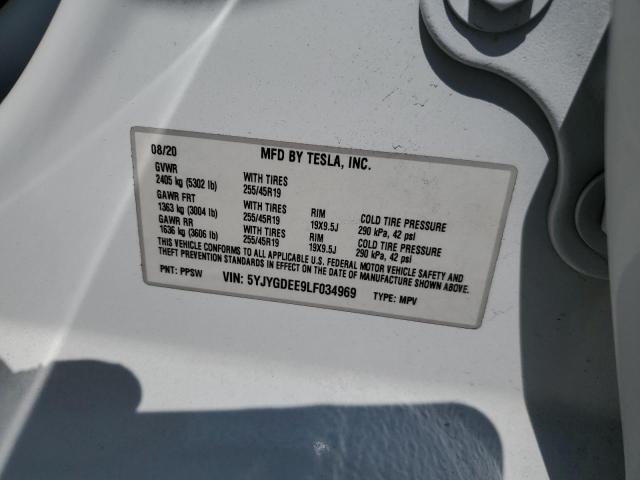 08/20 MFD BY TESLA, INC.
GVWR WITH TIRES
2405 kg (5302 lb) 255/45R19
GAWR FRT WITH TIRES RIM COLD TIRE PRESSURE
1363 kg (3004 lb) 255/45R19 19X9.5J 290 kPa, 42 psi
GAWR RR WITH TIRES RIM COLD TIRE PRESSURE
1636 kg (3606 lb) 255/45R19 19X9.5J 290 kPa, 42 psi
THIS VEHICLE CONFORMS TO ALL APPLICABLE U.S. FEDERAL MOTOR VEHICLE SAFETY AND
THEFT PREVENTION STANDARDS IN EFFECT ON THE DATE OF MANUFACTURE SHOWN ABOVE.
PNT: PPSW VIN: 5YJYGDEE9LF034969 TYPE: MPV